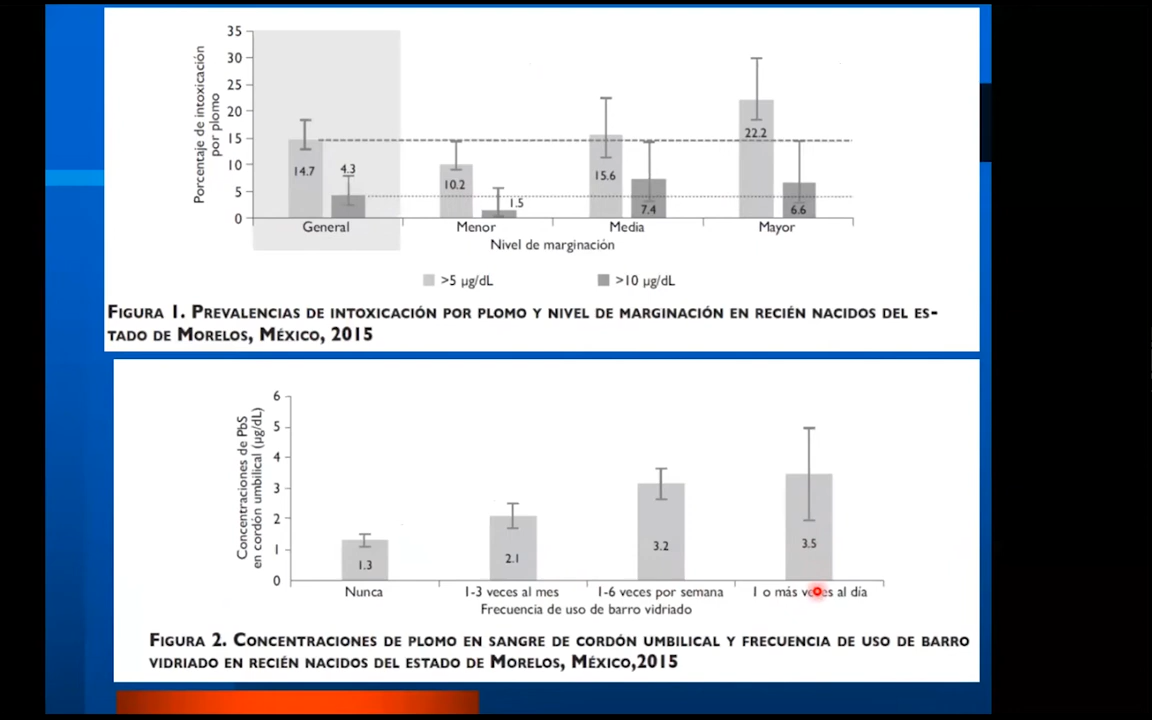 35
30
25
20
15
10
5
0
Porcentaje de intoxicación
por plomo
14.7
4.3
10.2
1.5
15.6
7.4
22.2
6.6
General
Menor
Media
Mayor
Nivel de marginación
>5 µg/dL
>10 µg/dL
FIGURA 1. PREVALENCIAS DE INTOXICACIÓN POR PLOMO Y NIVEL DE MARGINACIÓN EN RECIÉN NACIDOS DEL ES-
TADO DE MORELOS, MÉXICO, 2015
6
5
4
3
2
1
0
Concentraciones de PbS
en cordón umbilical (µg/dL)
1.3
2.1
3.2
3.5
Nunca
1-3 veces al mes
1-6 veces por semana
1 o más veces al día
Frecuencia de uso de barro vidriado
FIGURA 2. CONCENTRACIONES DE PLOMO EN SANGRE DE CORDÓN UMBILICAL Y FRECUENCIA DE USO DE BARRO
VIDRIADO EN RECIÉN NACIDOS DEL ESTADO DE MORELOS, MÉXICO,2015